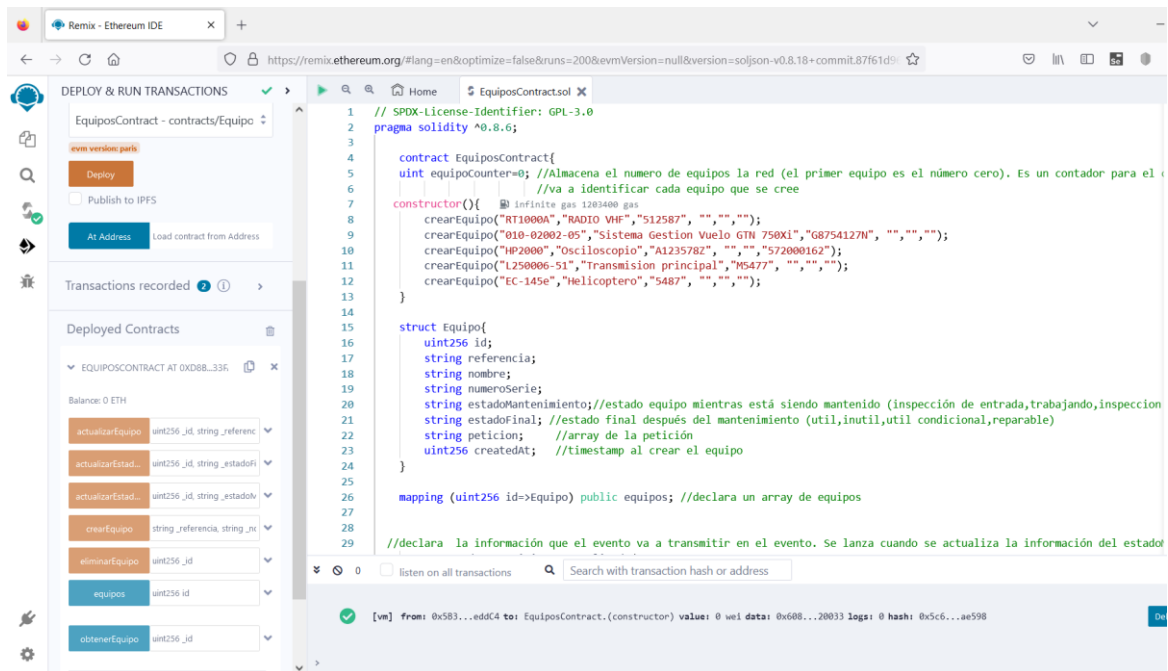 Remix - Ethereum IDE
https://remix.ethereum.org/#lang=en&optimize=false&runs=200&evmVersion=null&version=soljson-v0.8.18+commit.87f61d9
DEPLOY & RUN TRANSACTIONS
EquiposContract - contracts/Equipo
evm version: paris
Deploy
Publish to IPFS
At Address
Load contract from Address
Transactions recorded 2
Deployed Contracts
EQUIPOSCONTRACT AT 0XD8B...33F
Balance: 0 ETH
actualizarEquipo uint256 _id, string _referenc
actualizarEstad... uint256 _id, string _estadoFi
actualizarEstad... uint256 _id, string _estadoM
crearEquipo string _referencia, string _no
eliminarEquipo uint256 _id
equipos uint256 id
obtenerEquipo uint256 _id
Home
EquiposContract.sol
1 // SPDX-License-Identifier: GPL-3.0
2 pragma solidity ^0.8.6;
3
4 contract EquiposContract{
5 uint equipoCounter=0; //Almacena el numero de equipos la red (el primer equipo es el número cero). Es un contador para el
6 //va a identificar cada equipo que se cree
7 constructor(){ infinite gas 1203400 gas
8 crearEquipo("RT1000A","RADIO VHF","512587", "","","");
9 crearEquipo("010-02002-05","Sistema Gestion Vuelo GTN 750Xi","G8754127N", "","","");
10 crearEquipo("HP2000","Osciloscopio","A123578Z", "","","572000162");
11 crearEquipo("L250006-51","Transmision principal","M5477", "","","");
12 crearEquipo("EC-145e","Helicoptero","5487", "","","");
13 }
14
15 struct Equipo{
16 uint256 id;
17 string referencia;
18 string nombre;
19 string numeroSerie;
20 string estadoMantenimiento;//estado equipo mientras está siendo mantenido (inspección de entrada,trabajando,inspeccion
21 string estadoFinal; //estado final después del mantenimiento (util,inutil,util condicional,reparable)
22 string peticion; //array de la petición
23 uint256 createdAt; //timestamp al crear el equipo
24 }
25
26 mapping (uint256 id=>Equipo) public equipos; //declara un array de equipos
27
28
29 //declara la información que el evento va a transmitir en el evento. Se lanza cuando se actualiza la información del estado
0
listen on all transactions
Search with transaction hash or address
[vm] from: 0x583...eddC4 to: EquiposContract.(constructor) value: 0 wei data: 0x608...20033 logs: 0 hash: 0x5c6...ae598